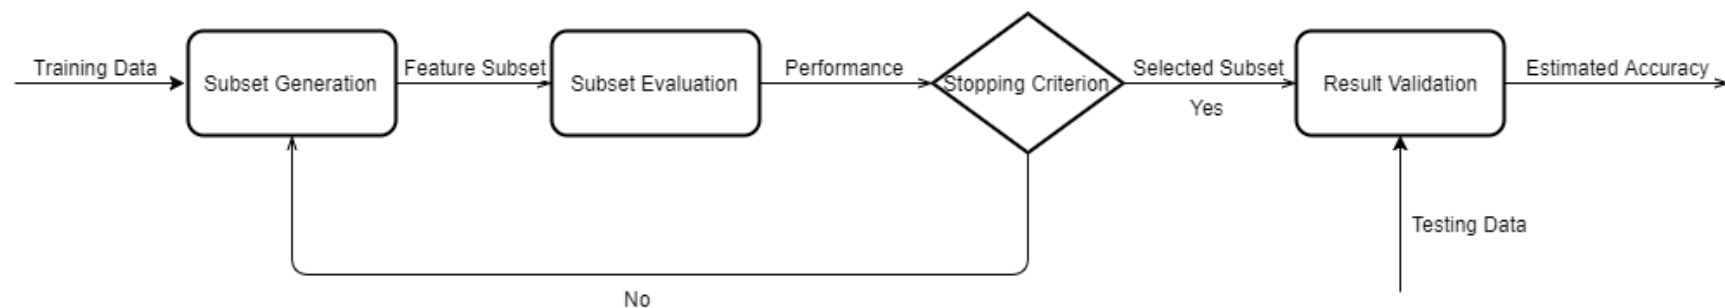 Training Data
Subset Generation
Feature Subset
Subset Evaluation
Performance
Stopping Criterion
Selected Subset
Yes
Result Validation
Estimated Accuracy
Testing Data
No